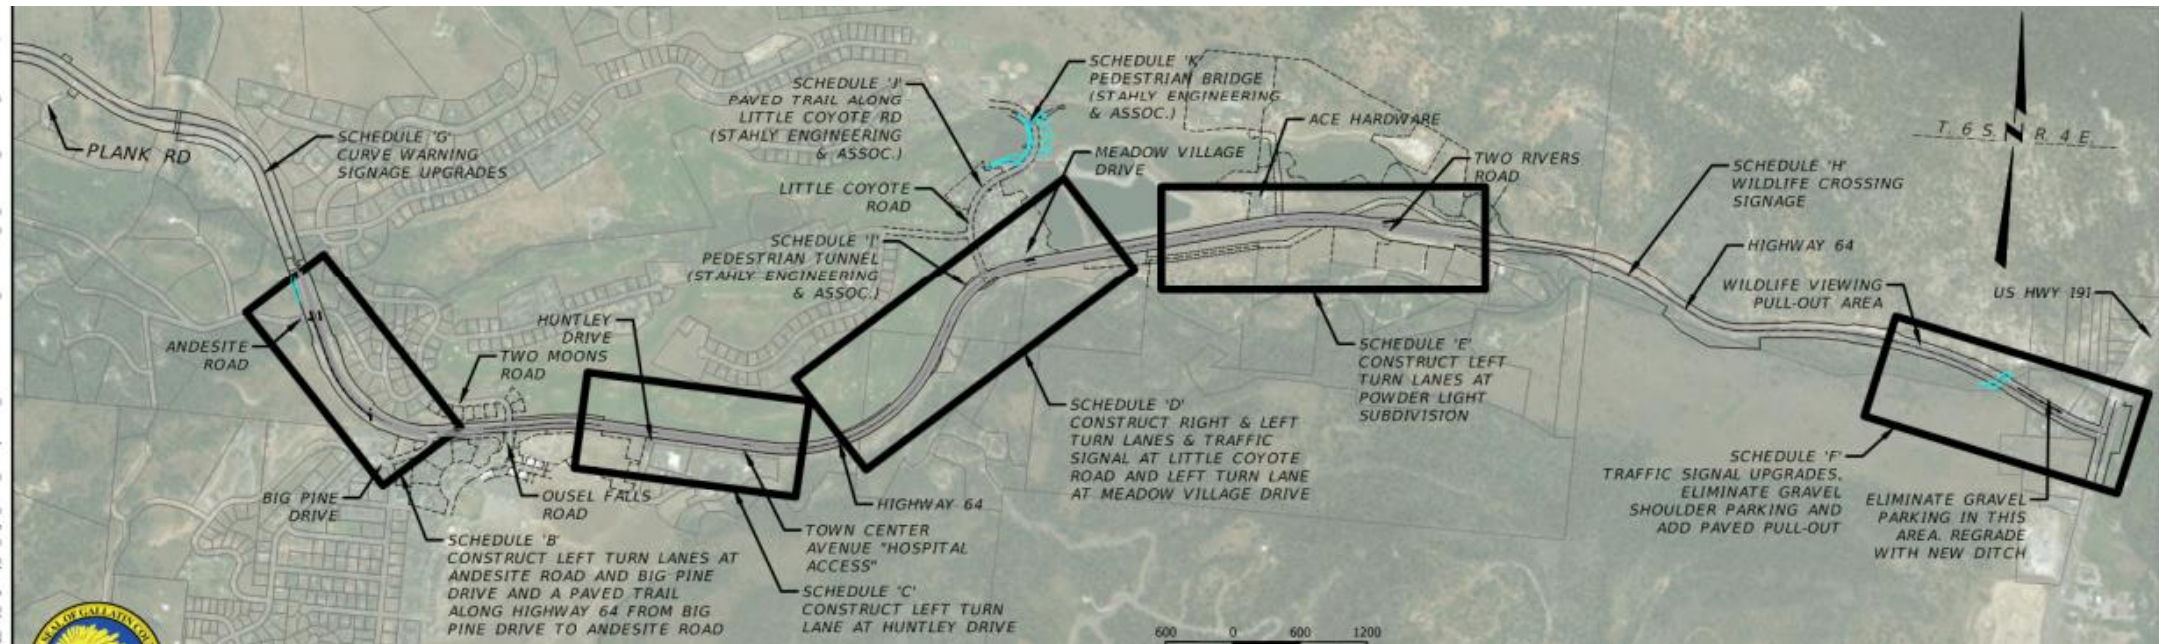 PLANK RD
SCHEDULE 'G'
CURVE WARNING
SIGNAGE UPGRADES
SCHEDULE 'J'
PAVED TRAIL ALONG
LITTLE COYOTE RD
(STAHLY ENGINEERING
& ASSOC.)
SCHEDULE 'K'
PEDESTRIAN BRIDGE
(STAHLY ENGINEERING
& ASSOC.)
ACE HARDWARE
MEADOW VILLAGE
DRIVE
TWO RIVERS
ROAD
SCHEDULE 'H'
WILDLIFE CROSSING
SIGNAGE
T. 6 S. N R. 4 E.
LITTLE COYOTE
ROAD
SCHEDULE 'I'
PEDESTRIAN TUNNEL
(STAHLY ENGINEERING
& ASSOC.)
HIGHWAY 64
WILDLIFE VIEWING
PULL-OUT AREA
US HWY 191
ANDESITE
ROAD
HUNTLEY
DRIVE
TWO MOONS
ROAD
SCHEDULE 'E'
CONSTRUCT LEFT
TURN LANES AT
POWDER LIGHT
SUBDIVISION
SCHEDULE 'D'
CONSTRUCT RIGHT & LEFT
TURN LANES & TRAFFIC
SIGNAL AT LITTLE COYOTE
ROAD AND LEFT TURN LANE
AT MEADOW VILLAGE DRIVE
SCHEDULE 'F'
TRAFFIC SIGNAL UPGRADES,
ELIMINATE GRAVEL
SHOULDER PARKING AND
ADD PAVED PULL-OUT
ELIMINATE GRAVEL
PARKING IN THIS
AREA. REGRADE
WITH NEW DITCH
BIG PINE
DRIVE
OUSEL FALLS
ROAD
HIGHWAY 64
TOWN CENTER
AVENUE "HOSPITAL
ACCESS"
SCHEDULE 'B'
CONSTRUCT LEFT TURN LANES AT
ANDESITE ROAD AND BIG PINE
DRIVE AND A PAVED TRAIL
ALONG HIGHWAY 64 FROM BIG
PINE DRIVE TO ANDESITE ROAD
SCHEDULE 'C'
CONSTRUCT LEFT TURN
LANE AT HUNTLEY DRIVE
SEAL OF GALLATIN COU
600 0 600 1200